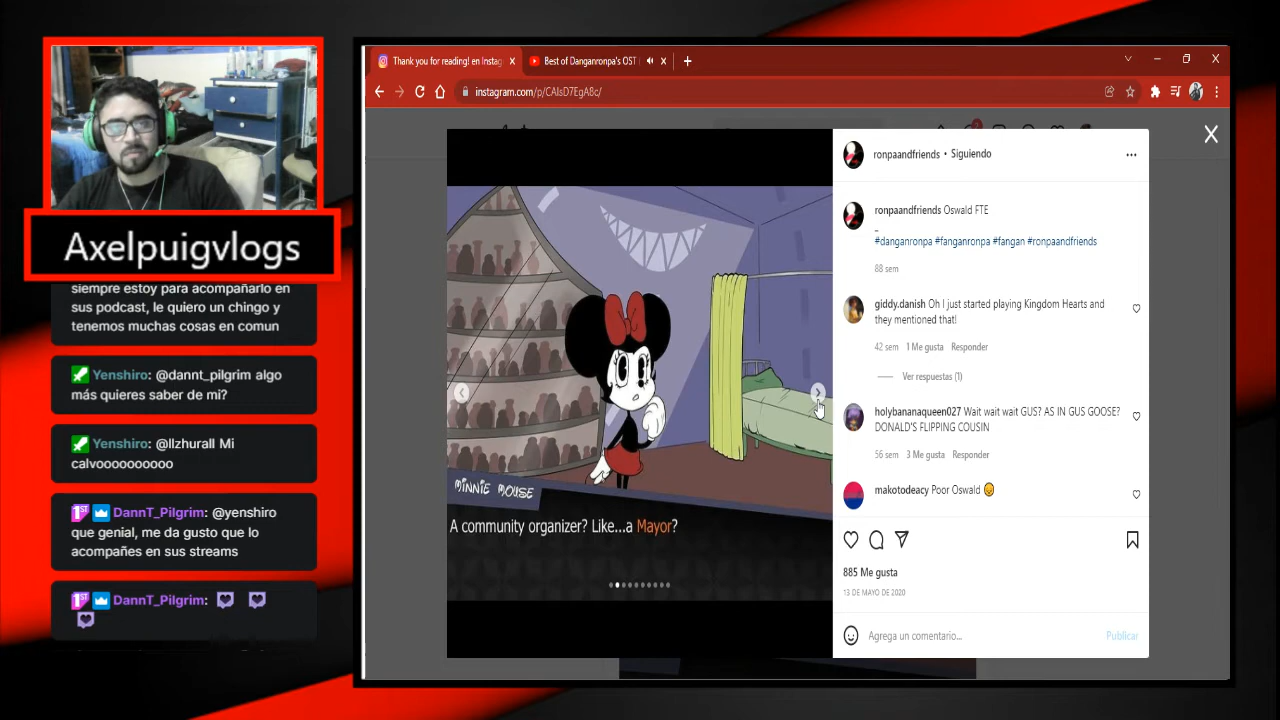 Axelpuigvlogs
siempre estoy para acompañarlo en
sus podcast, le quiero un chingo y
tenemos muchas cosas en comun
Yenshiro: @dannt_pilgrim algo
más quieres saber de mi?
Yenshiro: @Ilzhurall Mi
calvoooooooooo
DannT_Pilgrim: @yenshiro
que genial, me da gusto que lo
acompañes en sus streams
DannT_Pilgrim:
Thank you for reading! en Instag
Best of Danganronpa's OST
instagram.com/p/CAIsD7EgA8c/
MINNIE MOUSE
A community organizer? Like...a Mayor?
ronpaandfriends • Siguiendo
ronpaandfriends Oswald FTE
_
#danganronpa #fanganronpa #fangan #ronpaandfriends
88 sem
giddy.danish Oh I just started playing Kingdom Hearts and
they mentioned that!
42 sem 1 Me gusta Responder
Ver respuestas (1)
holybananaqueen027 Wait wait wait GUS? AS IN GUS GOOSE?
DONALD'S FLIPPING COUSIN
56 sem 3 Me gusta Responder
makotodeacy Poor Oswald
885 Me gusta
13 DE MAYO DE 2020
Agrega un comentario...
Publicar